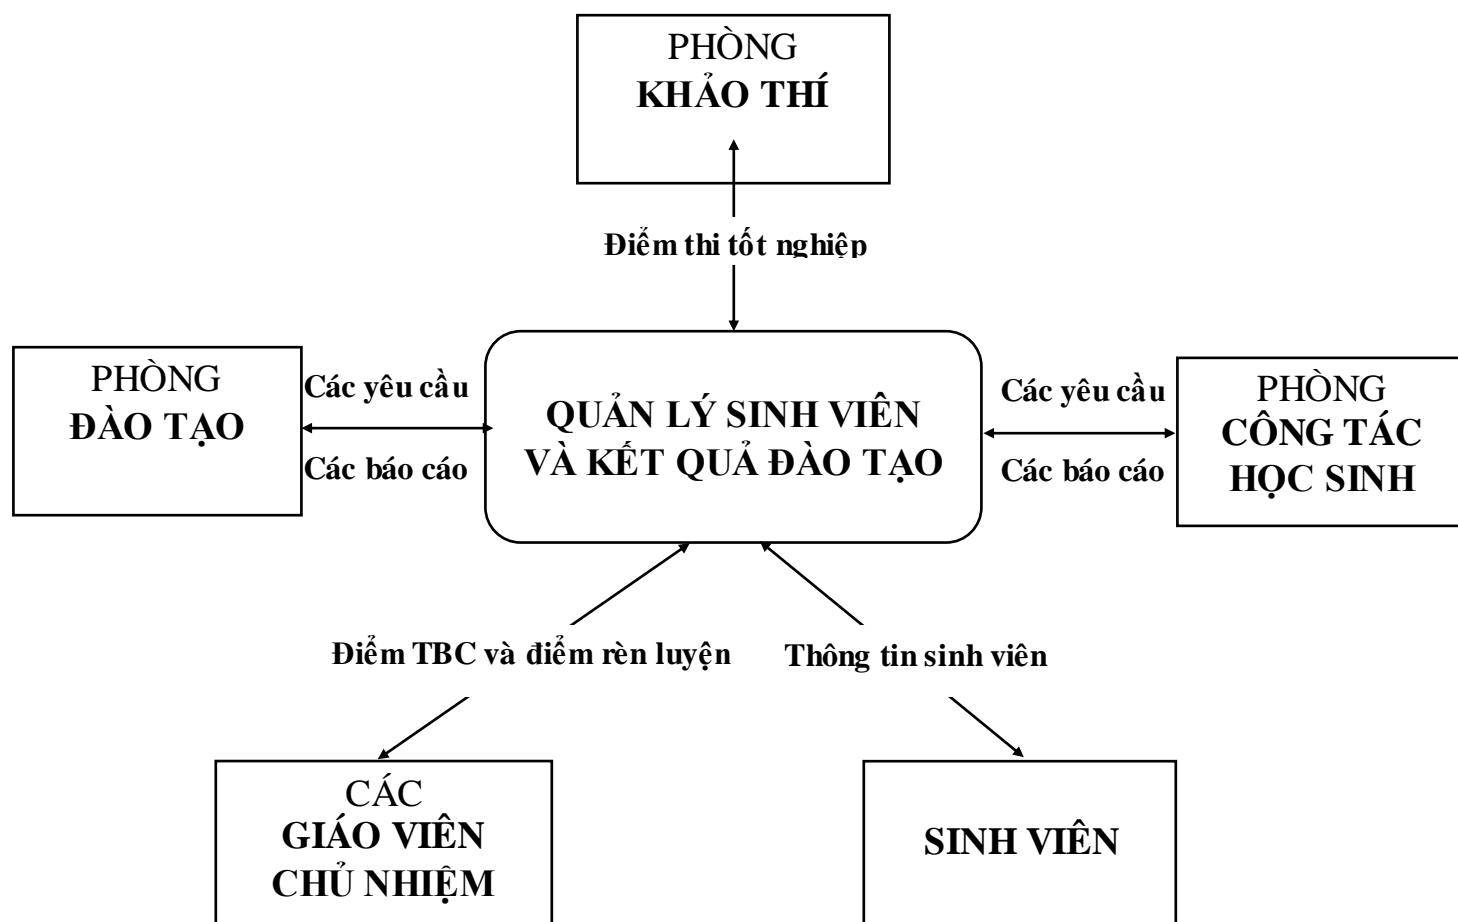 PHÒNG
KHẢO THÍ
Điểm thi tốt nghiệp
PHÒNG
ĐÀO TẠO
Các yêu cầu
Các báo cáo
QUẢN LÝ SINH VIÊN
VÀ KẾT QUẢ ĐÀO TẠO
Các yêu cầu
Các báo cáo
PHÒNG
CÔNG TÁC
HỌC SINH
Điểm TBC và điểm rèn luyện
Thông tin sinh viên
CÁC
GIÁO VIÊN
CHỦ NHIỆM
SINH VIÊN